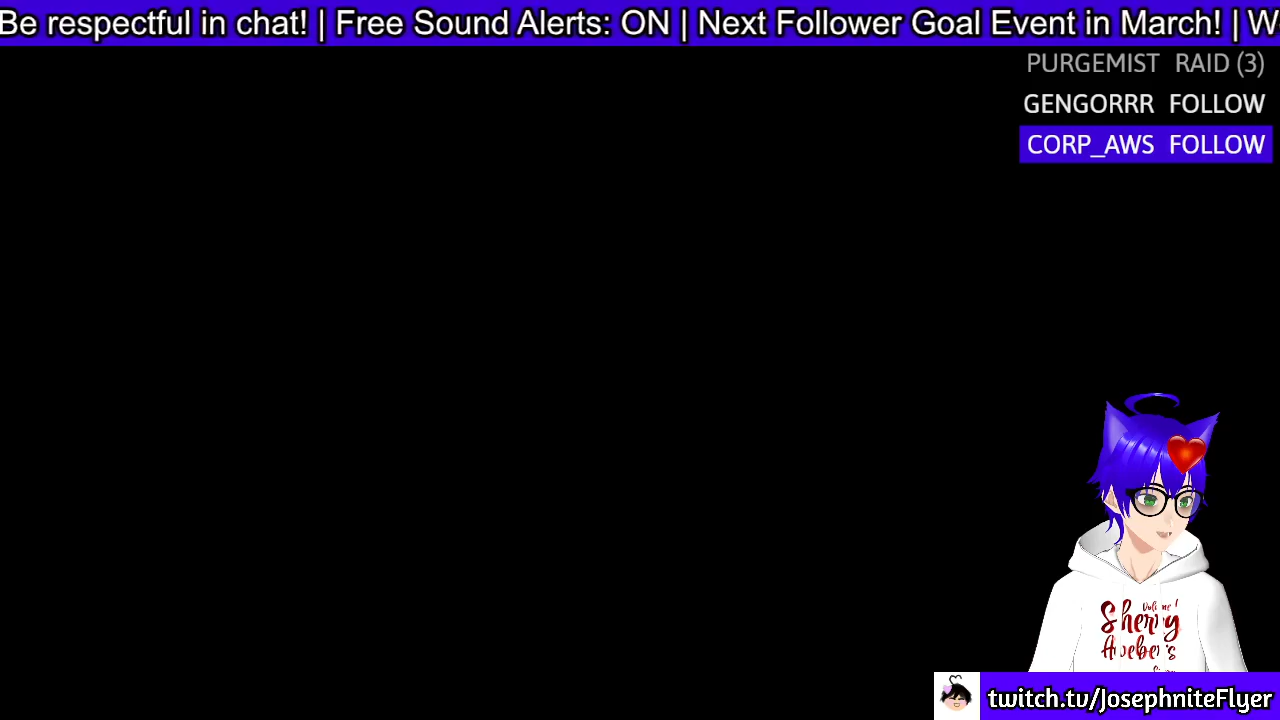 Be respectful in chat! | Free Sound Alerts: ON | Next Follower Goal Event in March! |
PURGEMIST RAID (3)
GENGORRR FOLLOW
CORP_AWS FOLLOW
Sherry
twitch.tv/JosephniteFlyer